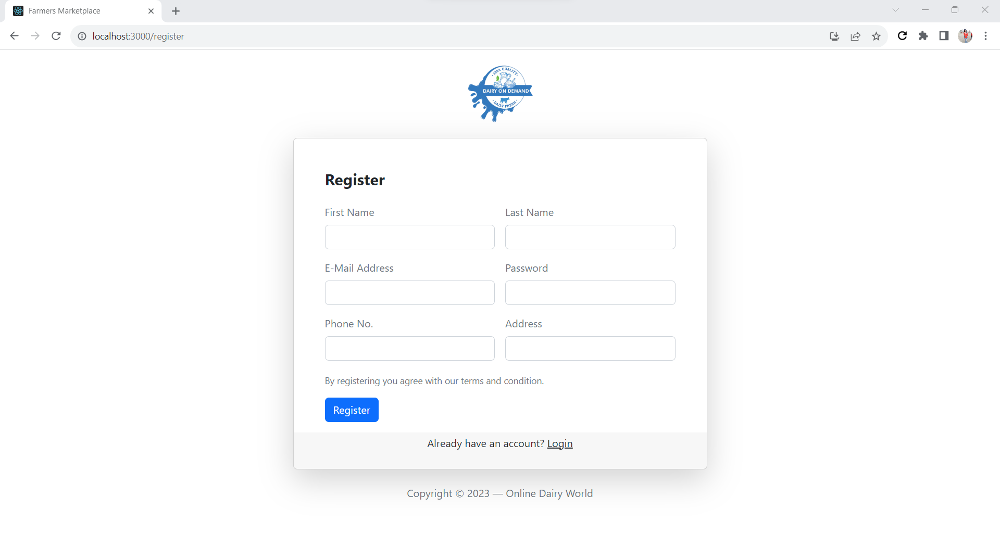 Farmers Marketplace
localhost:3000/register
100% QUALITY
DAIRY ON DEMAND
DAILY FRESH
Register
First Name
Last Name
E-Mail Address
Password
Phone No.
Address
By registering you agree with our terms and condition.
Register
Already have an account? Login
Copyright © 2023 — Online Dairy World